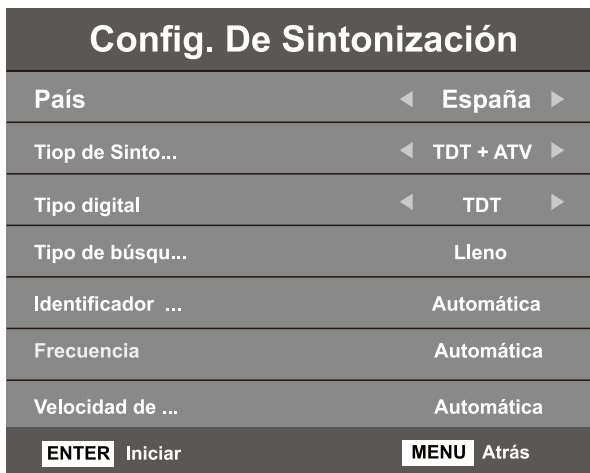 Config. De Sintonización
País España
Tiop de Sinto... TDT + ATV
Tipo digital TDT
Tipo de búsqu... Lleno
Identificador ... Automática
Frecuencia Automática
Velocidad de ... Automática
ENTER Iniciar MENU Atrás